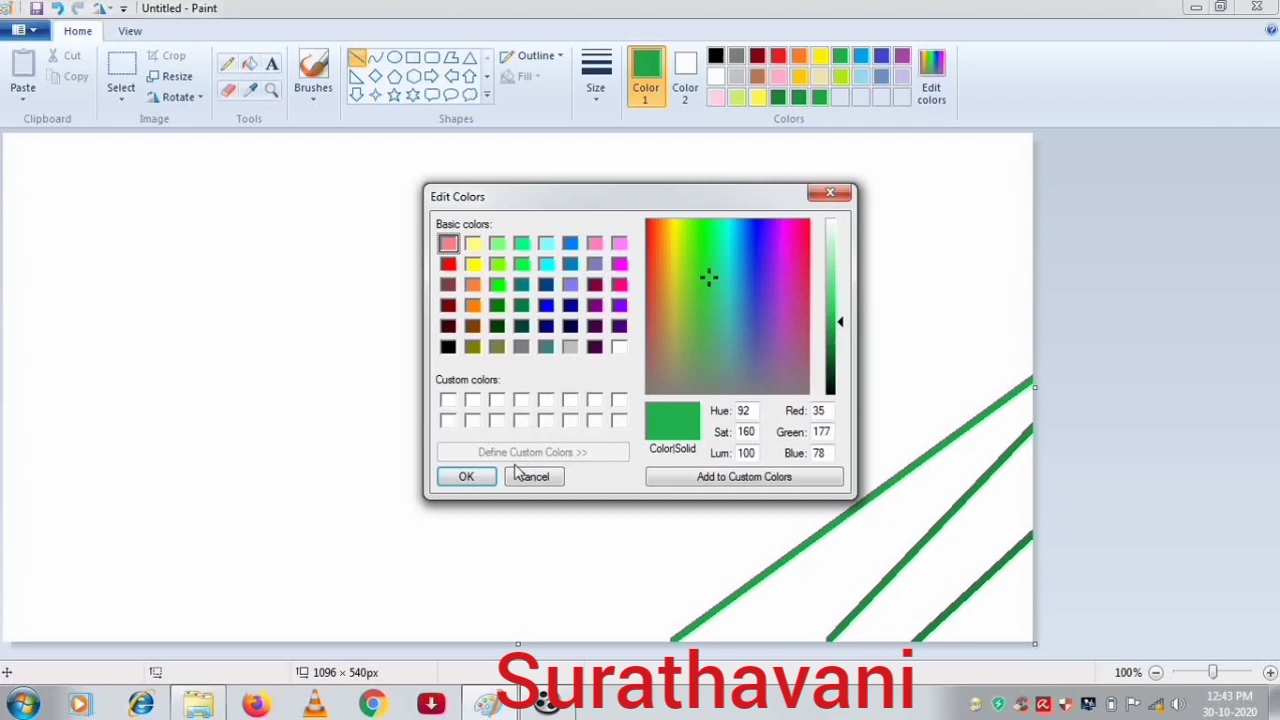 Untitled - Paint
Home View
Paste
Cut
Copy
Clipboard
Select
Crop
Resize
Rotate
Image
A
Tools
Brushes
Outline
Fill
Shapes
Size
Color 1
Color 2
Colors
Edit colors
Edit Colors
Basic colors:
Custom colors:
Define Custom Colors >>
OK
Cancel
Color|Solid
Hue: 92
Sat: 160
Lum: 100
Red: 35
Green: 177
Blue: 78
Add to Custom Colors
1096 × 540px
100%
Surathavani
12:43 PM
30-10-2020